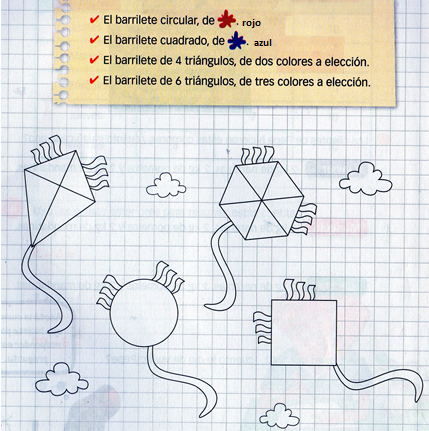 ✔ El barrilete circular, de . rojo
✔ El barrilete cuadrado, de . azul
✔ El barrilete de 4 triángulos, de dos colores a elección.
✔ El barrilete de 6 triángulos, de tres colores a elección.